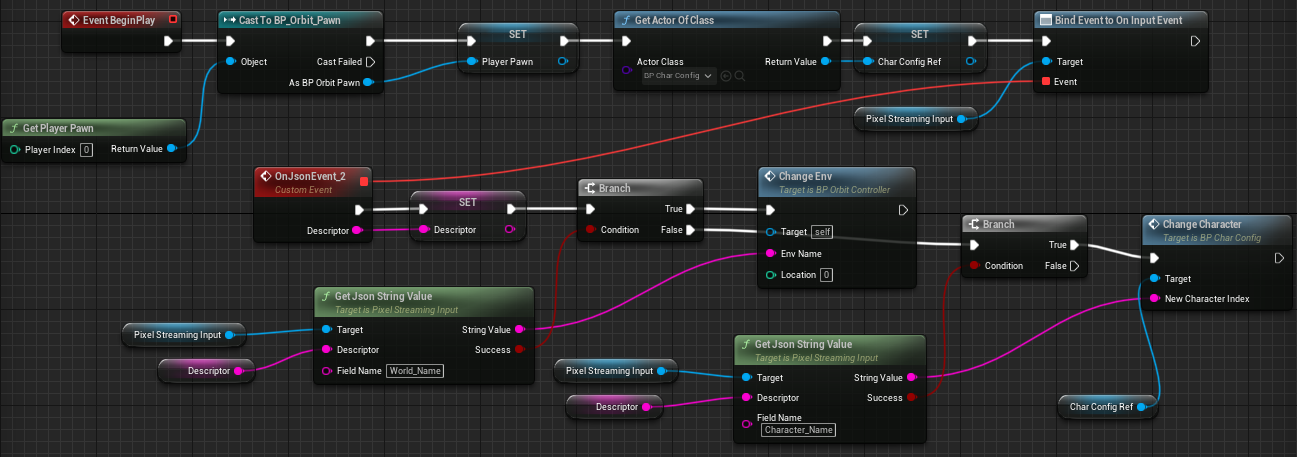 Event BeginPlay
Cast To BP_Orbit_Pawn
Object
Cast Failed
As BP Orbit Pawn
SET
Player Pawn
Get Actor Of Class
Actor Class
BP Char Config
Return Value
SET
Char Config Ref
Bind Event to On Input Event
Target
Event
Pixel Streaming Input
Get Player Pawn
Player Index 0
Return Value
OnJsonEvent_2
Custom Event
Descriptor
SET
Descriptor
Branch
True
Condition
False
Change Env
Target is BP Orbit Controller
Target self
Env Name
Location 0
Branch
True
Condition
False
Change Character
Target is BP Char Config
Target
New Character Index
Get Json String Value
Target is Pixel Streaming Input
Target
String Value
Descriptor
Success
Field Name World_Name
Pixel Streaming Input
Descriptor
Get Json String Value
Target is Pixel Streaming Input
Target
String Value
Descriptor
Success
Field Name
Character_Name
Pixel Streaming Input
Descriptor
Char Config Ref